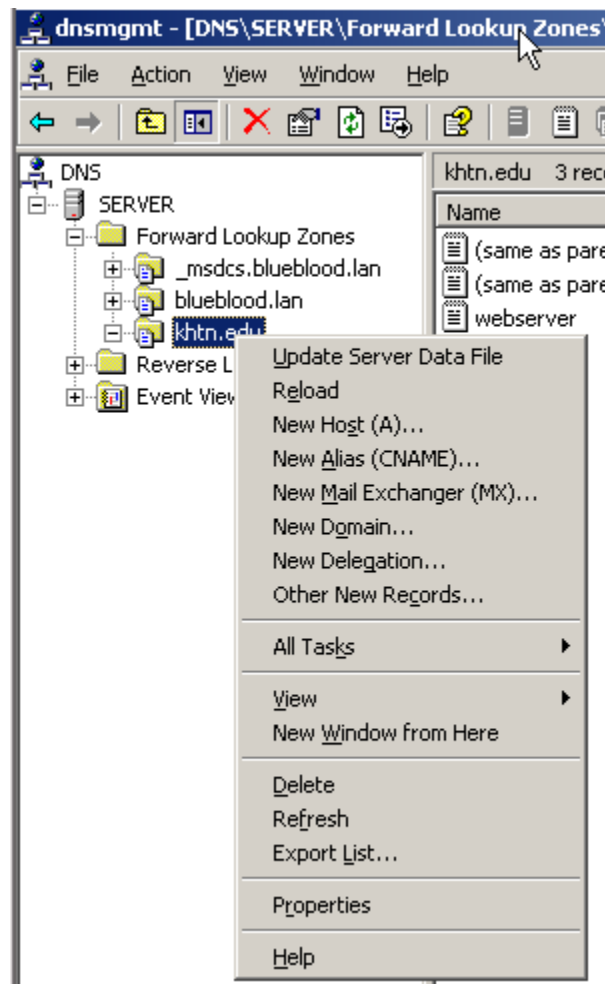 dnsmgmt - [DNS\SERVER\Forward Lookup Zones\
File Action View Window Help
DNS
SERVER
Forward Lookup Zones
_msdcs.blueblood.lan
blueblood.lan
khtn.edu
Reverse L
Event View
khtn.edu 3 reco
Name
(same as pare
(same as pare
webserver
Update Server Data File
Reload
New Host (A)...
New Alias (CNAME)...
New Mail Exchanger (MX)...
New Domain...
New Delegation...
Other New Records...
All Tasks
View
New Window from Here
Delete
Refresh
Export List...
Properties
Help